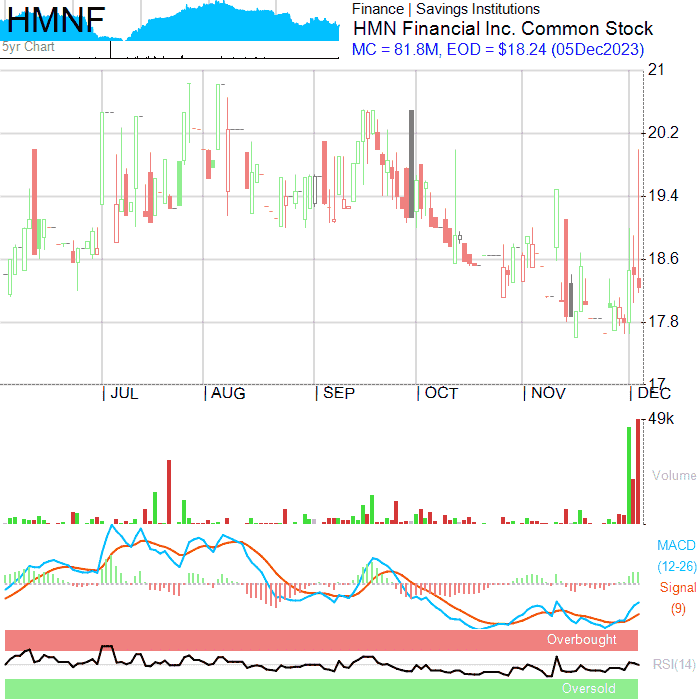 HMNF
5yr Chart
Finance | Savings Institutions
HMN Financial Inc. Common Stock
MC = 81.8M, EOD = $18.24 (05Dec2023)
21
20.2
19.4
18.6
17.8
17
| JUL | AUG | SEP | OCT | NOV | DEC
49k
Volume
MACD
(12-26)
Signal
(9)
Overbought
RSI(14)
Oversold